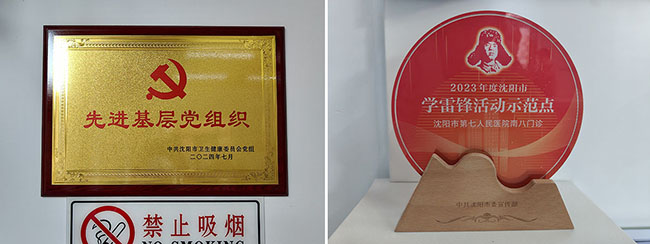 先进基层党组织
中共沈阳市卫生健康委员会党组
二〇二四年七月
禁止吸烟
NO SMOKING
2023年度沈阳市
学雷锋活动示范点
沈阳市第七人民医院南八门诊
中共沈阳市委宣传部